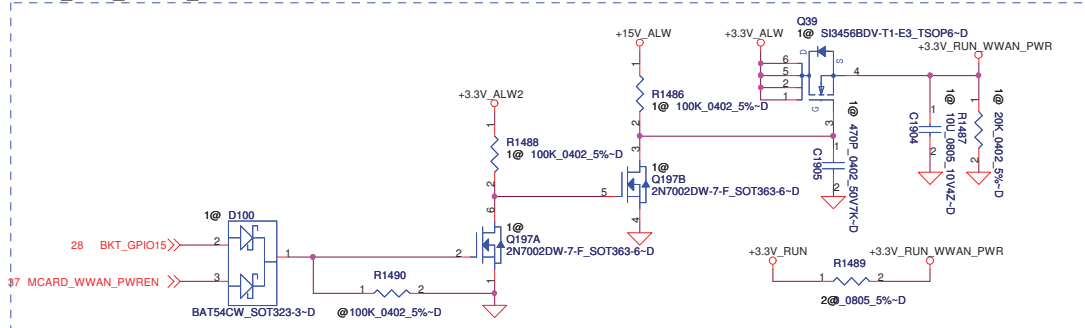 Q39
1@ SI3456BDV-T1-E3_TSOP6~D
+15V_ALW
+3.3V_ALW
+3.3V_RUN_WWAN_PWR
D
S
G
6
5
2
1
4
3
1
R1486
1@ 100K_0402_5%~D
2
+3.3V_ALW2
1
R1488
1@ 100K_0402_5%~D
2
1@ 470P_0402_50V7K~D
C1905
1
2
1@ 10U_0805_10V4Z~D
C1904
1
2
1@ 20K_0402_5%~D
R1487
1
2
3
1@
Q197B
2N7002DW-7-F_SOT363-6~D
5
4
6
1@
Q197A
2N7002DW-7-F_SOT363-6~D
2
1
1@ D100
28 BKT_GPIO15
2
1
37 MCARD_WWAN_PWREN
3
BAT54CW_SOT323-3~D
R1490
1
2
@100K_0402_5%~D
+3.3V_RUN
+3.3V_RUN_WWAN_PWR
R1489
1
2
_0805_5%~D